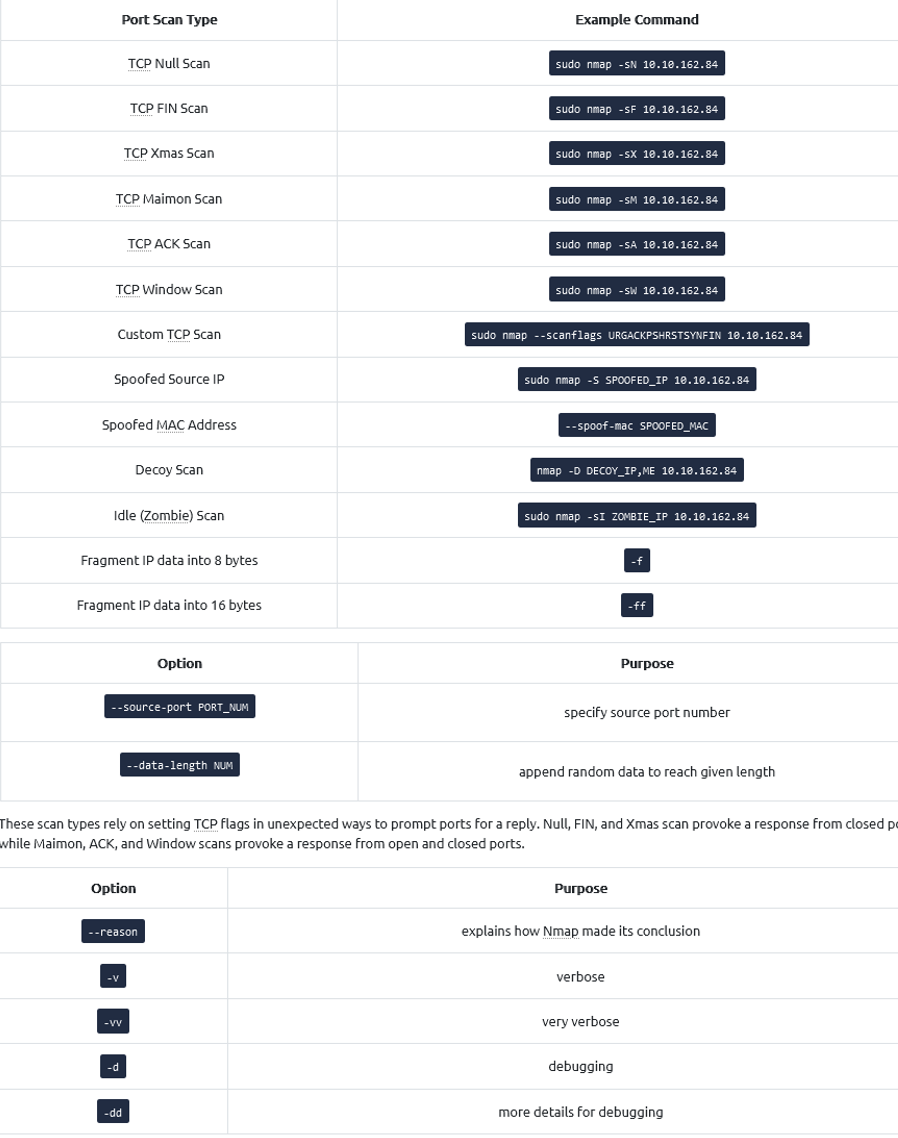 Port Scan Type Example Command
TCP Null Scan sudo nmap -sN 10.10.162.84
TCP FIN Scan sudo nmap -sF 10.10.162.84
TCP Xmas Scan sudo nmap -sX 10.10.162.84
TCP Maimon Scan sudo nmap -sM 10.10.162.84
TCP ACK Scan sudo nmap -sA 10.10.162.84
TCP Window Scan sudo nmap -sW 10.10.162.84
Custom TCP Scan sudo nmap --scanflags URGACKPSHRSTSYNFIN 10.10.162.84
Spoofed Source IP sudo nmap -S SPOOFED_IP 10.10.162.84
Spoofed MAC Address --spoof-mac SPOOFED_MAC
Decoy Scan nmap -D DECOY_IP,ME 10.10.162.84
Idle (Zombie) Scan sudo nmap -sI ZOMBIE_IP 10.10.162.84
Fragment IP data into 8 bytes -f
Fragment IP data into 16 bytes -ff
Option Purpose
--source-port PORT_NUM specify source port number
--data-length NUM append random data to reach given length
These scan types rely on setting TCP flags in unexpected ways to prompt ports for a reply. Null, FIN, and Xmas scan provoke a response from closed
while Maimon, ACK, and Window scans provoke a response from open and closed ports.
Option Purpose
--reason explains how Nmap made its conclusion
-v verbose
-vv very verbose
-d debugging
-dd more details for debugging